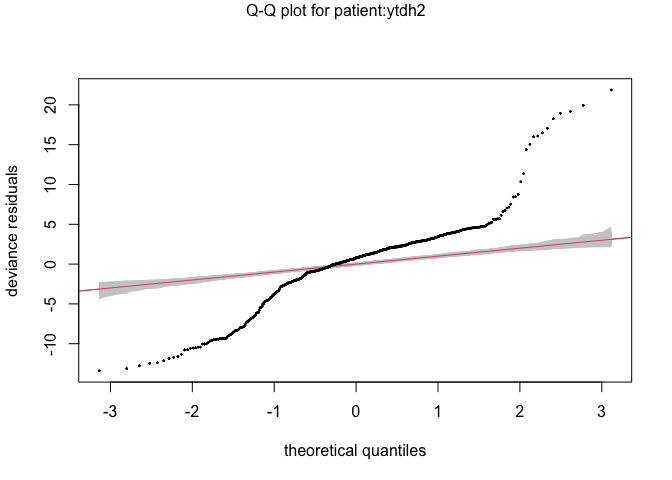 Q-Q plot for patient:ytdh2
deviance residuals
20
15
10
5
0
-5
-10
-3 -2 -1 0 1 2 3
theoretical quantiles